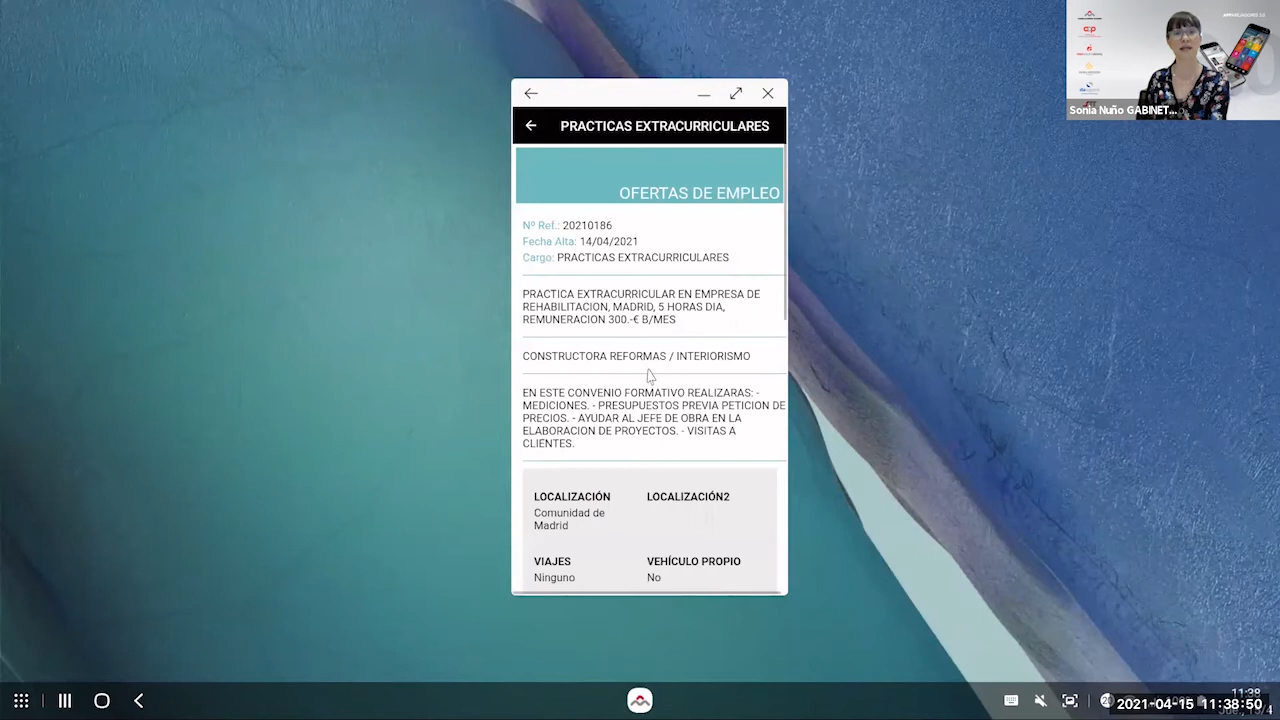 PRACTICAS EXTRACURRICULARES
OFERTAS DE EMPLEO
Nº Ref.: 20210186
Fecha Alta: 14/04/2021
Cargo: PRACTICAS EXTRACURRICULARES
PRACTICA EXTRACURRICULAR EN EMPRESA DE
REHABILITACION, MADRID, 5 HORAS DIA,
REMUNERACION 300.-€ B/MES
CONSTRUCTORA REFORMAS / INTERIORISMO
EN ESTE CONVENIO FORMATIVO REALIZARAS: -
MEDICIONES. - PRESUPUESTOS PREVIA PETICION DE
PRECIOS. - AYUDAR AL JEFE DE OBRA EN LA
ELABORACION DE PROYECTOS. - VISITAS A
CLIENTES.
LOCALIZACIÓN LOCALIZACIÓN2
Comunidad de
Madrid
VIAJES VEHÍCULO PROPIO
Ninguno No
Sonia Nuño GABINET...
11:38
2021-04-15 11:38:50